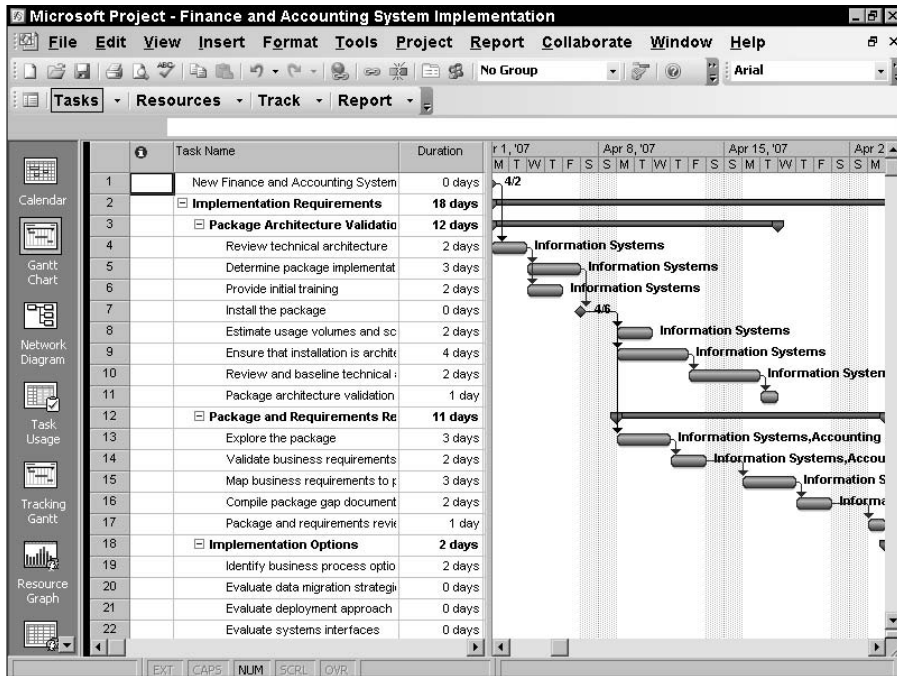 Microsoft Project - Finance and Accounting System Implementation
File Edit View Insert Format Tools Project Report Collaborate Window Help
No Group Arial
Tasks Resources Track Report
Task Name Duration r 1, '07 Apr 8, '07 Apr 15, '07 Apr 2
M T W T F S S M T W T F S S M T W T F S S M
1 New Finance and Accounting System 0 days 4/2
2 Implementation Requirements 18 days
3 Package Architecture Validatio 12 days
4 Review technical architecture 2 days Information Systems
5 Determine package implementat 3 days Information Systems
6 Provide initial training 2 days Information Systems
7 Install the package 0 days 4/6
8 Estimate usage volumes and sc 2 days Information Systems
9 Ensure that installation is archite 4 days Information Systems
10 Review and baseline technical 2 days Information System
11 Package architecture validation 1 day
12 Package and Requirements Re 11 days
13 Explore the package 3 days Information Systems,Accounting
14 Validate business requirements 2 days Information Systems,Accou
15 Map business requirements to p 3 days Information S
16 Compile package gap document 2 days Informa
17 Package and requirements revie 1 day
18 Implementation Options 2 days
19 Identify business process optio 2 days
20 Evaluate data migration strategi 0 days
21 Evaluate deployment approach 0 days
22 Evaluate systems interfaces 0 days
Calendar
Gantt
Chart
Network
Diagram
Task
Usage
Tracking
Gantt
Resource
Graph
EXT CAPS NUM SCRL OVR